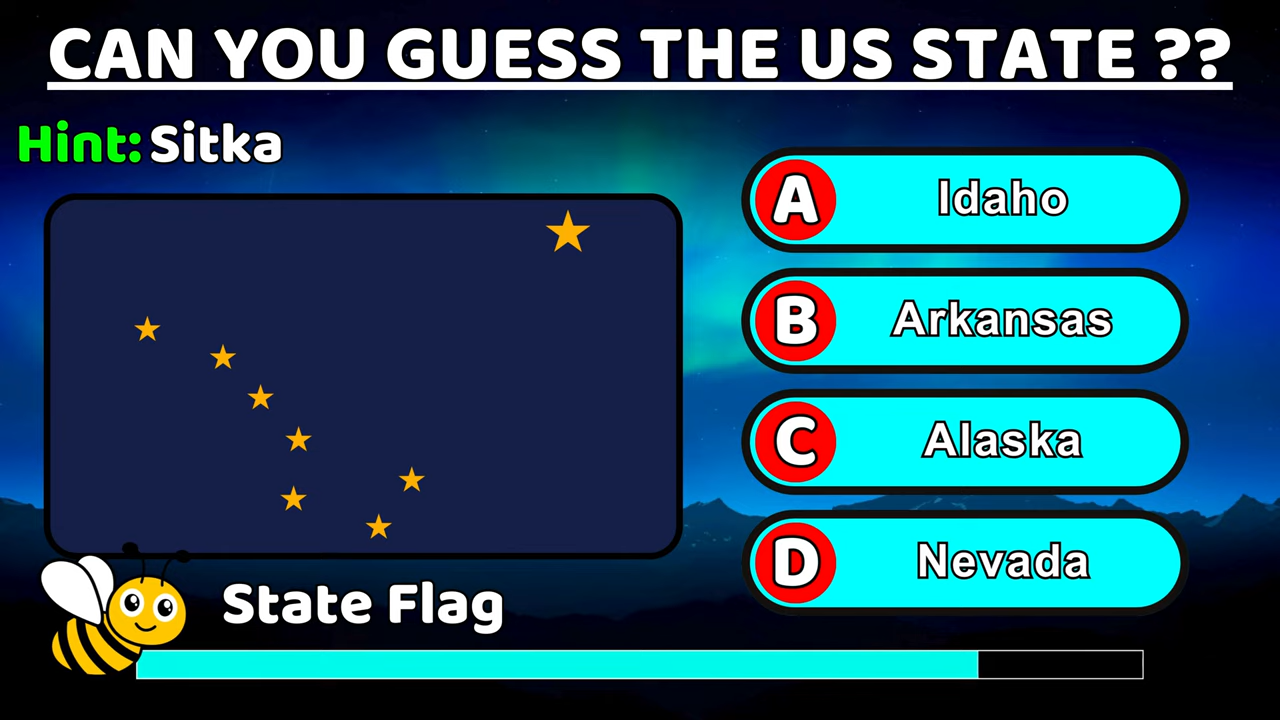 CAN YOU GUESS THE US STATE ??
Hint: Sitka
A Idaho
B Arkansas
C Alaska
D Nevada
State Flag